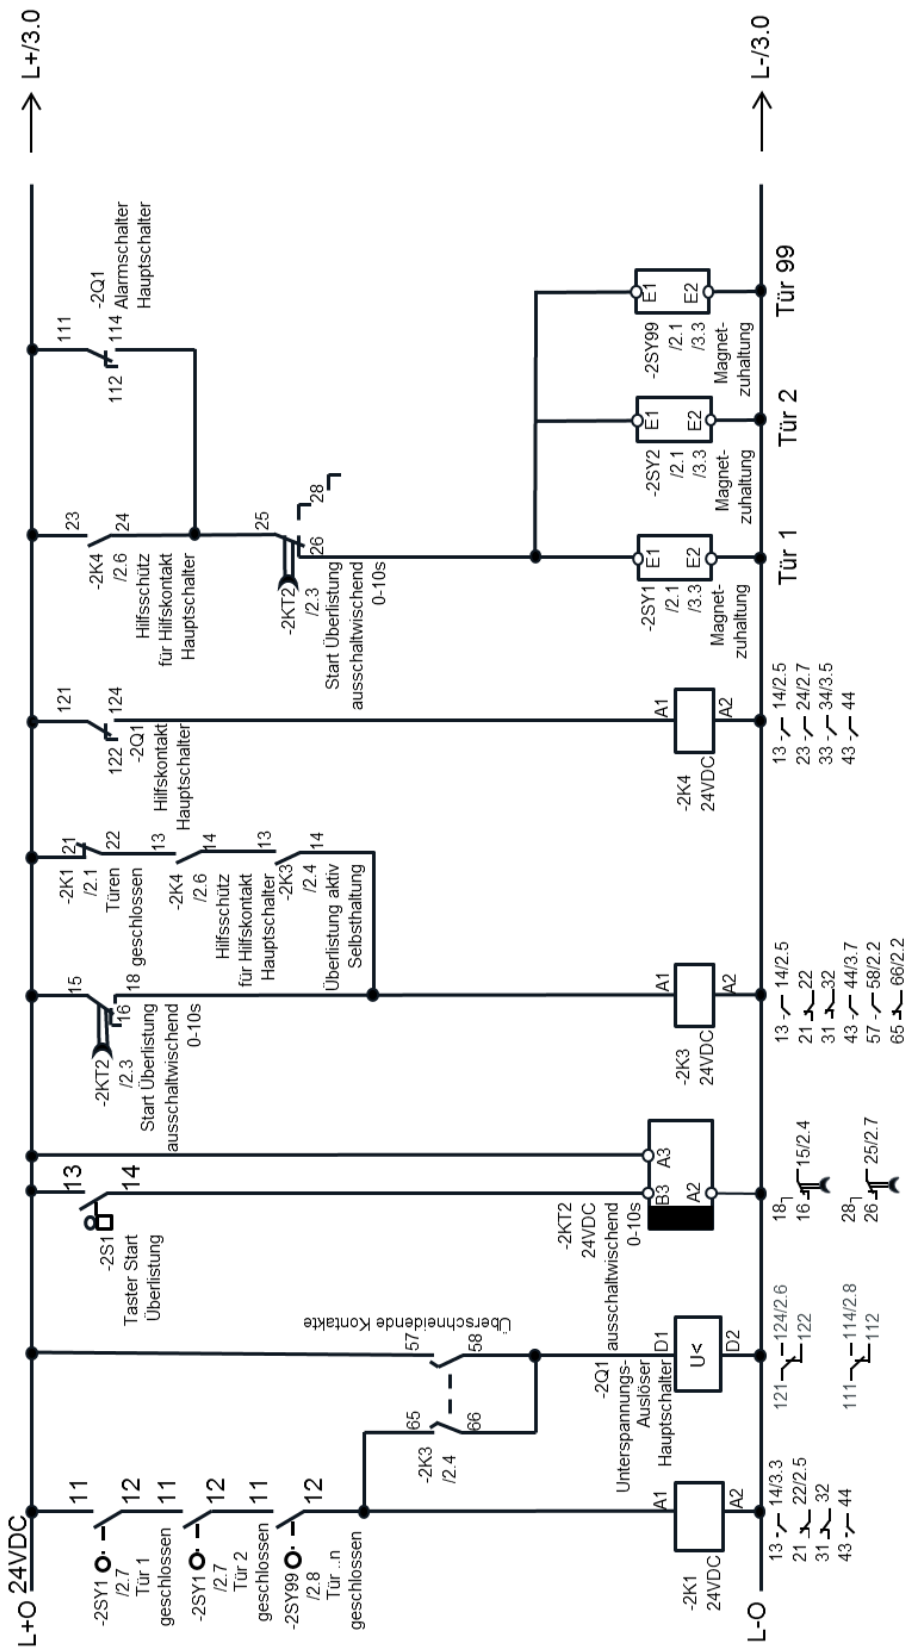 L+O 24VDC
L+/3.0
11
-2SY1
/2.7
Tür 1
geschlossen
12
11
-2SY1
/2.7
Tür 2
geschlossen
12
11
-2SY99
/2.8
Tür ..n
geschlossen
12
65
66
-2K3
/2.4
57
58
Überschneidende Kontakte
-2K1
24VDC
A1
A2
13 14/3.3
21 22/2.5
31 32
43 44
-2Q1
Unterspannungs-
Auslöser
Hauptschalter
D1
U<
D2
121 124/2.6
122
111 114/2.8
112
13
14
-2S1
Taster Start
Überlistung
-2KT2
24VDC
ausschaltwischend
0-10s
B3
A3
A2
18
16 15/2.4
28
26 25/2.7
15
16
18
-2KT2
/2.3
Start Überlistung
ausschaltwischend
0-10s
-2K3
24VDC
A1
A2
13 14/2.5
21 22
31 32
43 44/3.7
57 58/2.2
65 66/2.2
21
22
-2K1
/2.1
Türen
geschlossen
13
14
-2K4
/2.6
Hilfsschütz
für Hilfskontakt
Hauptschalter
13
14
-2K3
/2.4
Überlistung aktiv
Selbsthaltung
121
122
124
-2Q1
Hilfskontakt
Hauptschalter
-2K4
24VDC
A1
A2
13 14/2.5
23 24/2.7
33 34/3.5
43 44
23
24
-2K4
/2.6
Hilfsschütz
für Hilfskontakt
Hauptschalter
25
26
28
-2KT2
/2.3
Start Überlistung
ausschaltwischend
0-10s
111
112
114
-2Q1
Alarmschalter
Hauptschalter
-2SY1
/2.1
/3.3
Magnet-
zuhaltung
E1
E2
Tür 1
-2SY2
/2.1
/3.3
Magnet-
zuhaltung
E1
E2
Tür 2
-2SY99
/2.1
/3.3
Magnet-
zuhaltung
E1
E2
Tür 99
L-O
L-/3.0